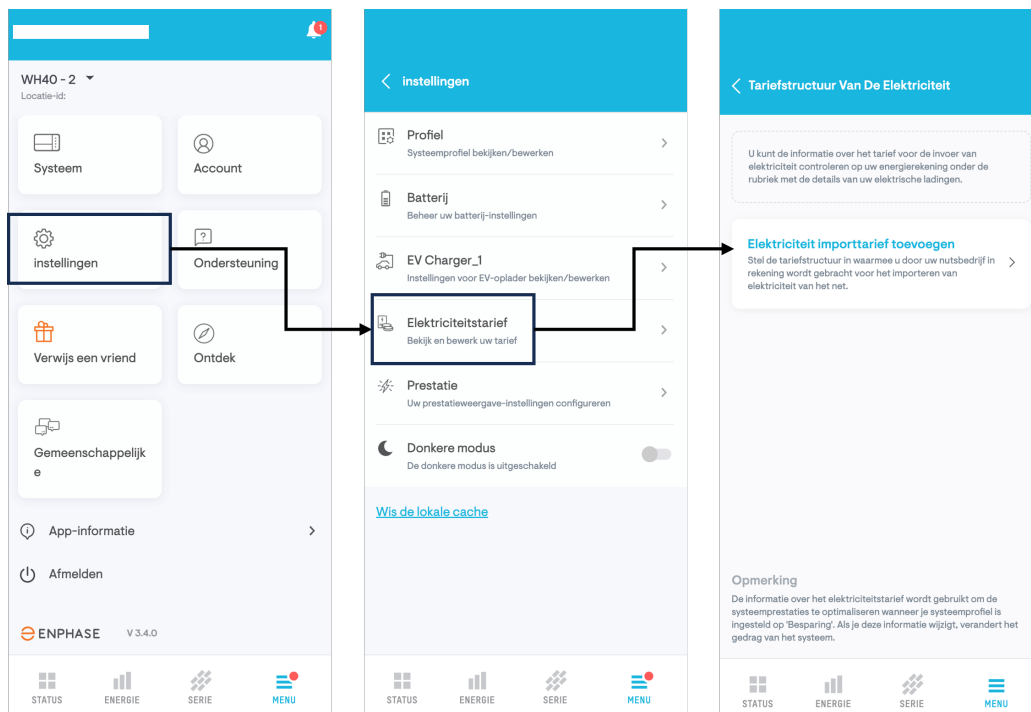 1
WH40 - 2
Locatie-id:
Systeem
Account
instellingen
Ondersteuning
Verwijs een vriend
Ontdek
Gemeenschappelijk
e
App-informatie
Afmelden
ENPHASE
V 3.4.0
STATUS
ENERGIE
SERIE
MENU
instellingen
Profiel
Systeemprofiel bekijken/bewerken
Batterij
Beheer uw batterij-instellingen
EV Charger_1
Instellingen voor EV-oplader bekijken/bewerken
Elektriciteitstarief
Bekijk en bewerk uw tarief
Prestatie
Uw prestatieweergave-instellingen configureren
Donkere modus
De donkere modus is uitgeschakeld
Wis de lokale cache
STATUS
ENERGIE
SERIE
MENU
Tariefstructuur Van De Elektriciteit
U kunt de informatie over het tarief voor de invoer van
elektriciteit controleren op uw energierekening onder de
rubriek met de details van uw elektrische ladingen.
Elektriciteit importtarief toevoegen
Stel de tariefstructuur in waarmee u door uw nutsbedrijf in
rekening wordt gebracht voor het importeren van
elektriciteit van het net.
Opmerking
De informatie over het elektriciteitstarief wordt gebruikt om de
systeemprestaties te optimaliseren wanneer je systeemprofiel is
ingesteld op 'Besparing'. Als je deze informatie wijzigt, verandert het
gedrag van het systeem.
STATUS
ENERGIE
SERIE
MENU